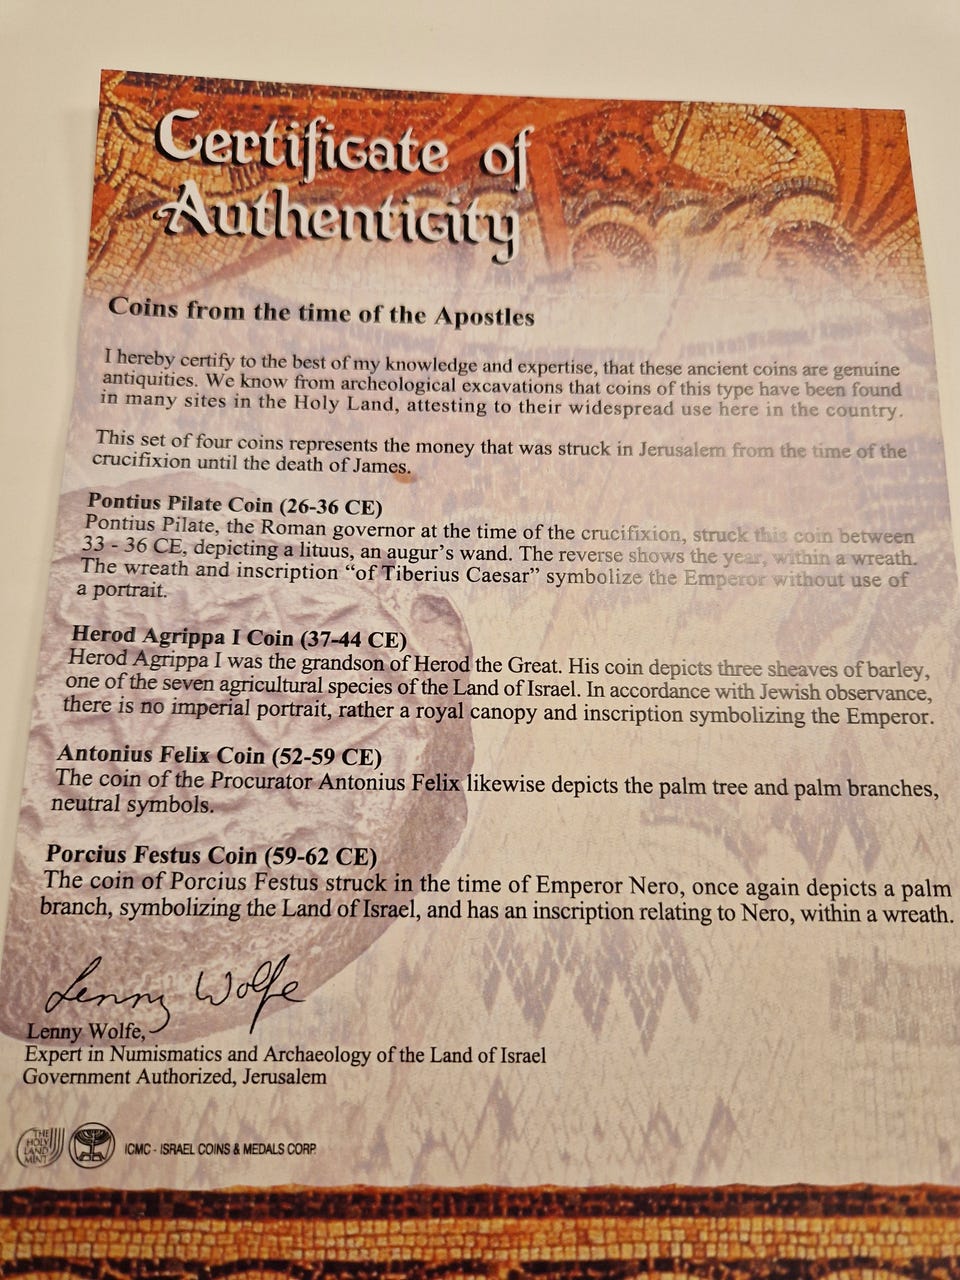 Certificate of
Authenticity
Coins from the time of the Apostles
I hereby certify to the best of my knowledge and expertise, that these ancient coins are genuine
antiquities. We know from archeological excavations that coins of this type have been found
in many sites in the Holy Land, attesting to their widespread use here in the country.
This set of four coins represents the money that was struck in Jerusalem from the time of the
crucifixion until the death of James.
Pontius Pilate Coin (26-36 CE)
Pontius Pilate, the Roman governor at the time of the crucifixion, struck this coin between
33 - 36 CE, depicting a lituus, an augur's wand. The reverse shows the year, within a wreath.
The wreath and inscription “of Tiberius Caesar” symbolize the Emperor without use of
a portrait.
Herod Agrippa I Coin (37-44 CE)
Herod Agrippa I was the grandson of Herod the Great. His coin depicts three sheaves of barley,
one of the seven agricultural species of the Land of Israel. In accordance with Jewish observance,
there is no imperial portrait, rather a royal canopy and inscription symbolizing the Emperor.
Antonius Felix Coin (52-59 CE)
The coin of the Procurator Antonius Felix likewise depicts the palm tree and palm branches,
neutral symbols.
Porcius Festus Coin (59-62 CE)
The coin of Porcius Festus struck in the time of Emperor Nero, once again depicts a palm
branch, symbolizing the Land of Israel, and has an inscription relating to Nero, within a wreath.
Lenny Wolfe
Lenny Wolfe,
Expert in Numismatics and Archaeology of the Land of Israel
Government Authorized, Jerusalem
THE
HOLY
LAND
MINT
ICMC - ISRAEL COINS & MEDALS CORP.